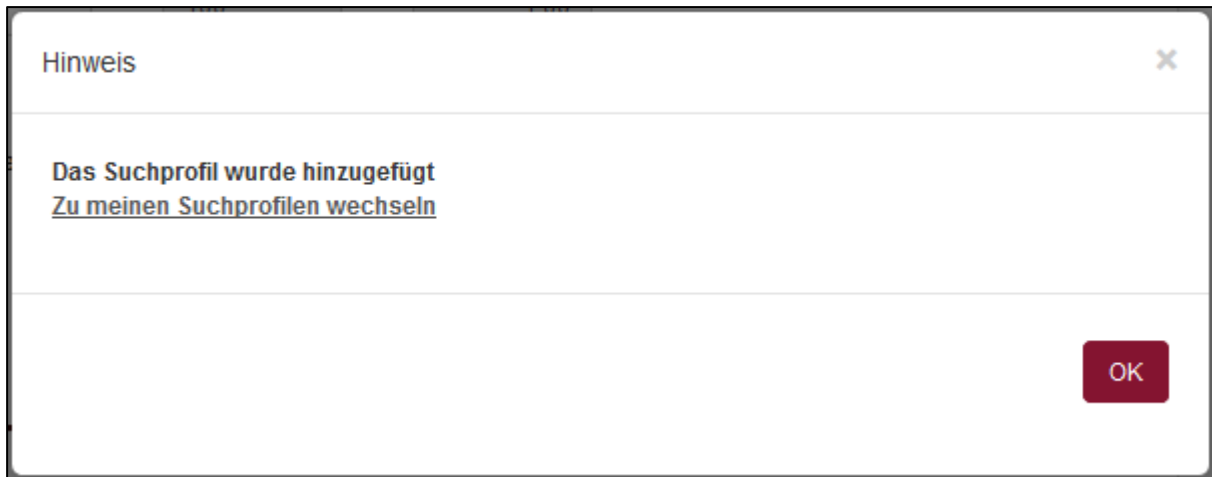 Hinweis
Das Suchprofil wurde hinzugefügt
Zu meinen Suchprofilen wechseln
OK